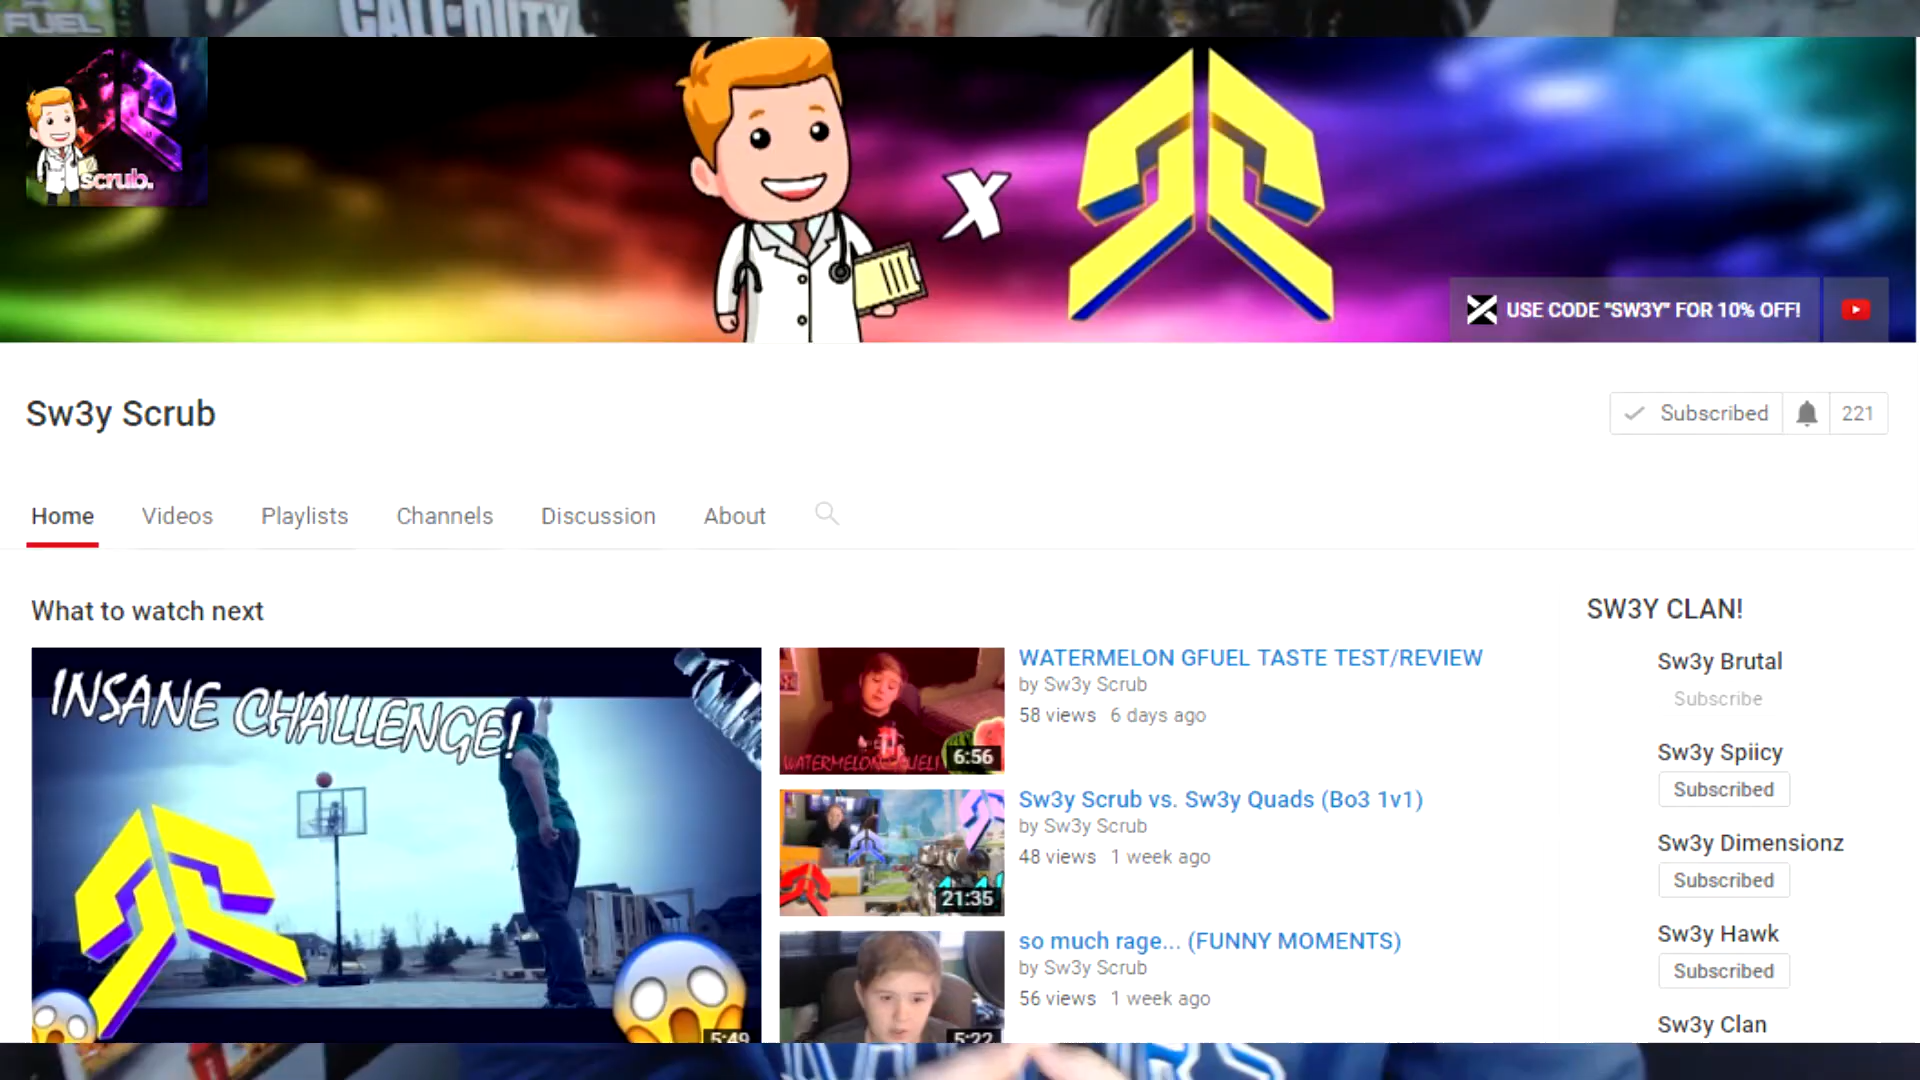 FUEL
CALL OF DUTY
scrub.
X
USE CODE "SW3Y" FOR 10% OFF!
Sw3y Scrub
Subscribed
221
Home
Videos
Playlists
Channels
Discussion
About
What to watch next
INSANE CHALLENGE!
5:49
WATERMELON GFUEL TASTE TEST/REVIEW
by Sw3y Scrub
58 views 6 days ago
6:56
Sw3y Scrub vs. Sw3y Quads (Bo3 1v1)
by Sw3y Scrub
48 views 1 week ago
21:35
so much rage... (FUNNY MOMENTS)
by Sw3y Scrub
56 views 1 week ago
5:22
SW3Y CLAN!
Sw3y Brutal
Subscribe
Sw3y Spiicy
Subscribed
Sw3y Dimensionz
Subscribed
Sw3y Hawk
Subscribed
Sw3y Clan